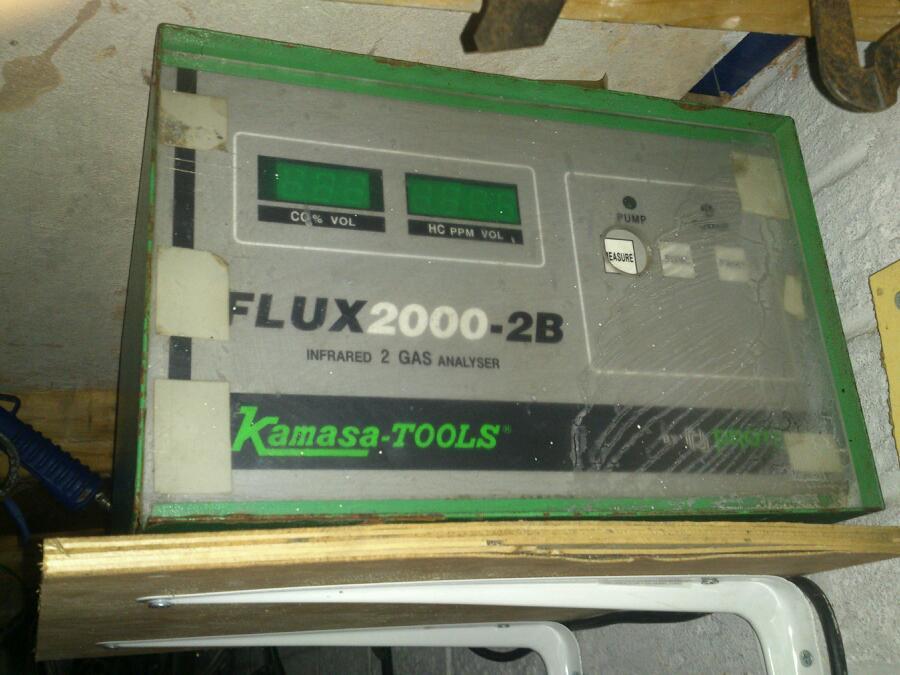 CO% VOL
HC PPM VOL
PUMP
MEASURE
FLUX2000-2B
INFRARED 2 GAS ANALYSER
Kamasa-TOOLS®